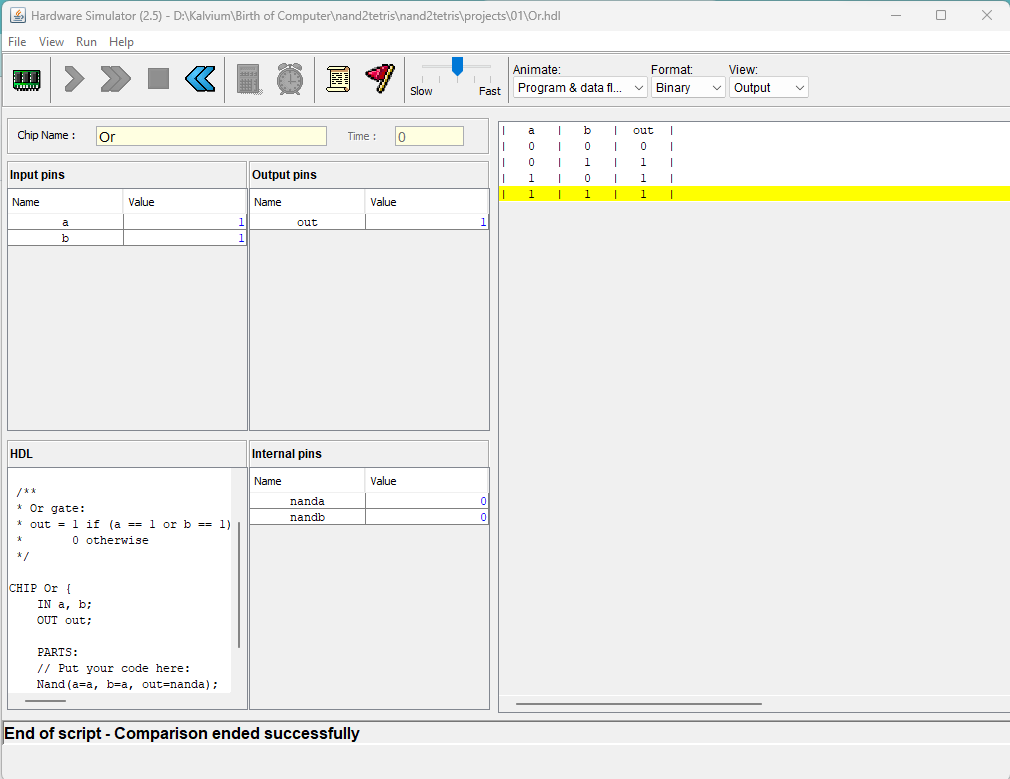 Hardware Simulator (2.5) - D:\Kalvium\Birth of Computer\nand2tetris\nand2tetris\projects\01\Or.hdl
File View Run Help
Slow Fast
Animate: Format: View:
Program & data fl... Binary Output
Chip Name : Or Time : 0
Input pins
Name Value
a 1
b 1
Output pins
Name Value
out 1
HDL
/**
* Or gate:
* out = 1 if (a == 1 or b == 1)
* 0 otherwise
*/
CHIP Or {
IN a, b;
OUT out;
PARTS:
// Put your code here:
Nand(a=a, b=a, out=nanda);
Internal pins
Name Value
nanda 0
nandb 0
| a | b | out |
| 0 | 0 | 0 |
| 0 | 1 | 1 |
| 1 | 0 | 1 |
| 1 | 1 | 1 |
End of script - Comparison ended successfully